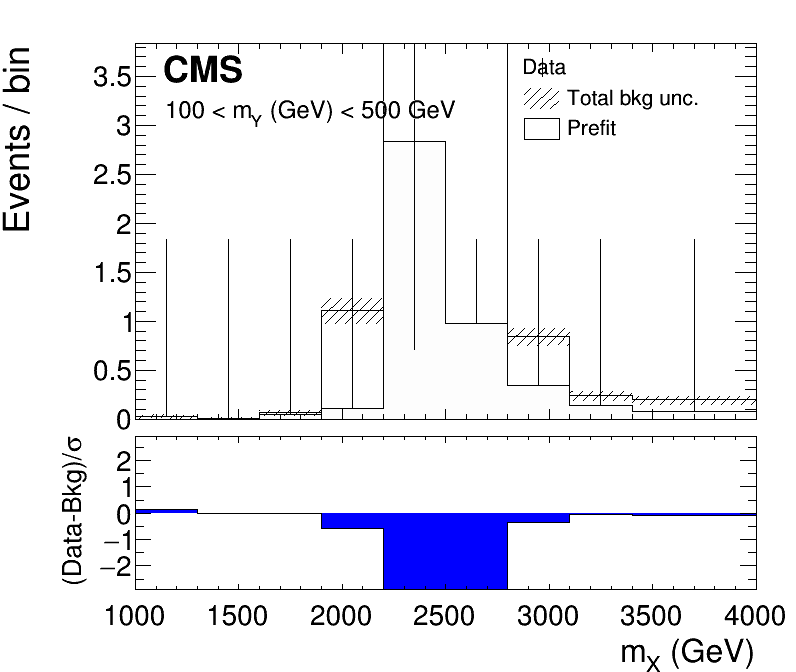 CMS
100 < mY (GeV) < 500 GeV
Data
Total bkg unc.
Prefit
Events / bin
3.5
3
2.5
2
1.5
1
0.5
0
(Data-Bkg)/σ
2
1
0
−1
−2
1000 1500 2000 2500 3000 3500 4000
mX (GeV)